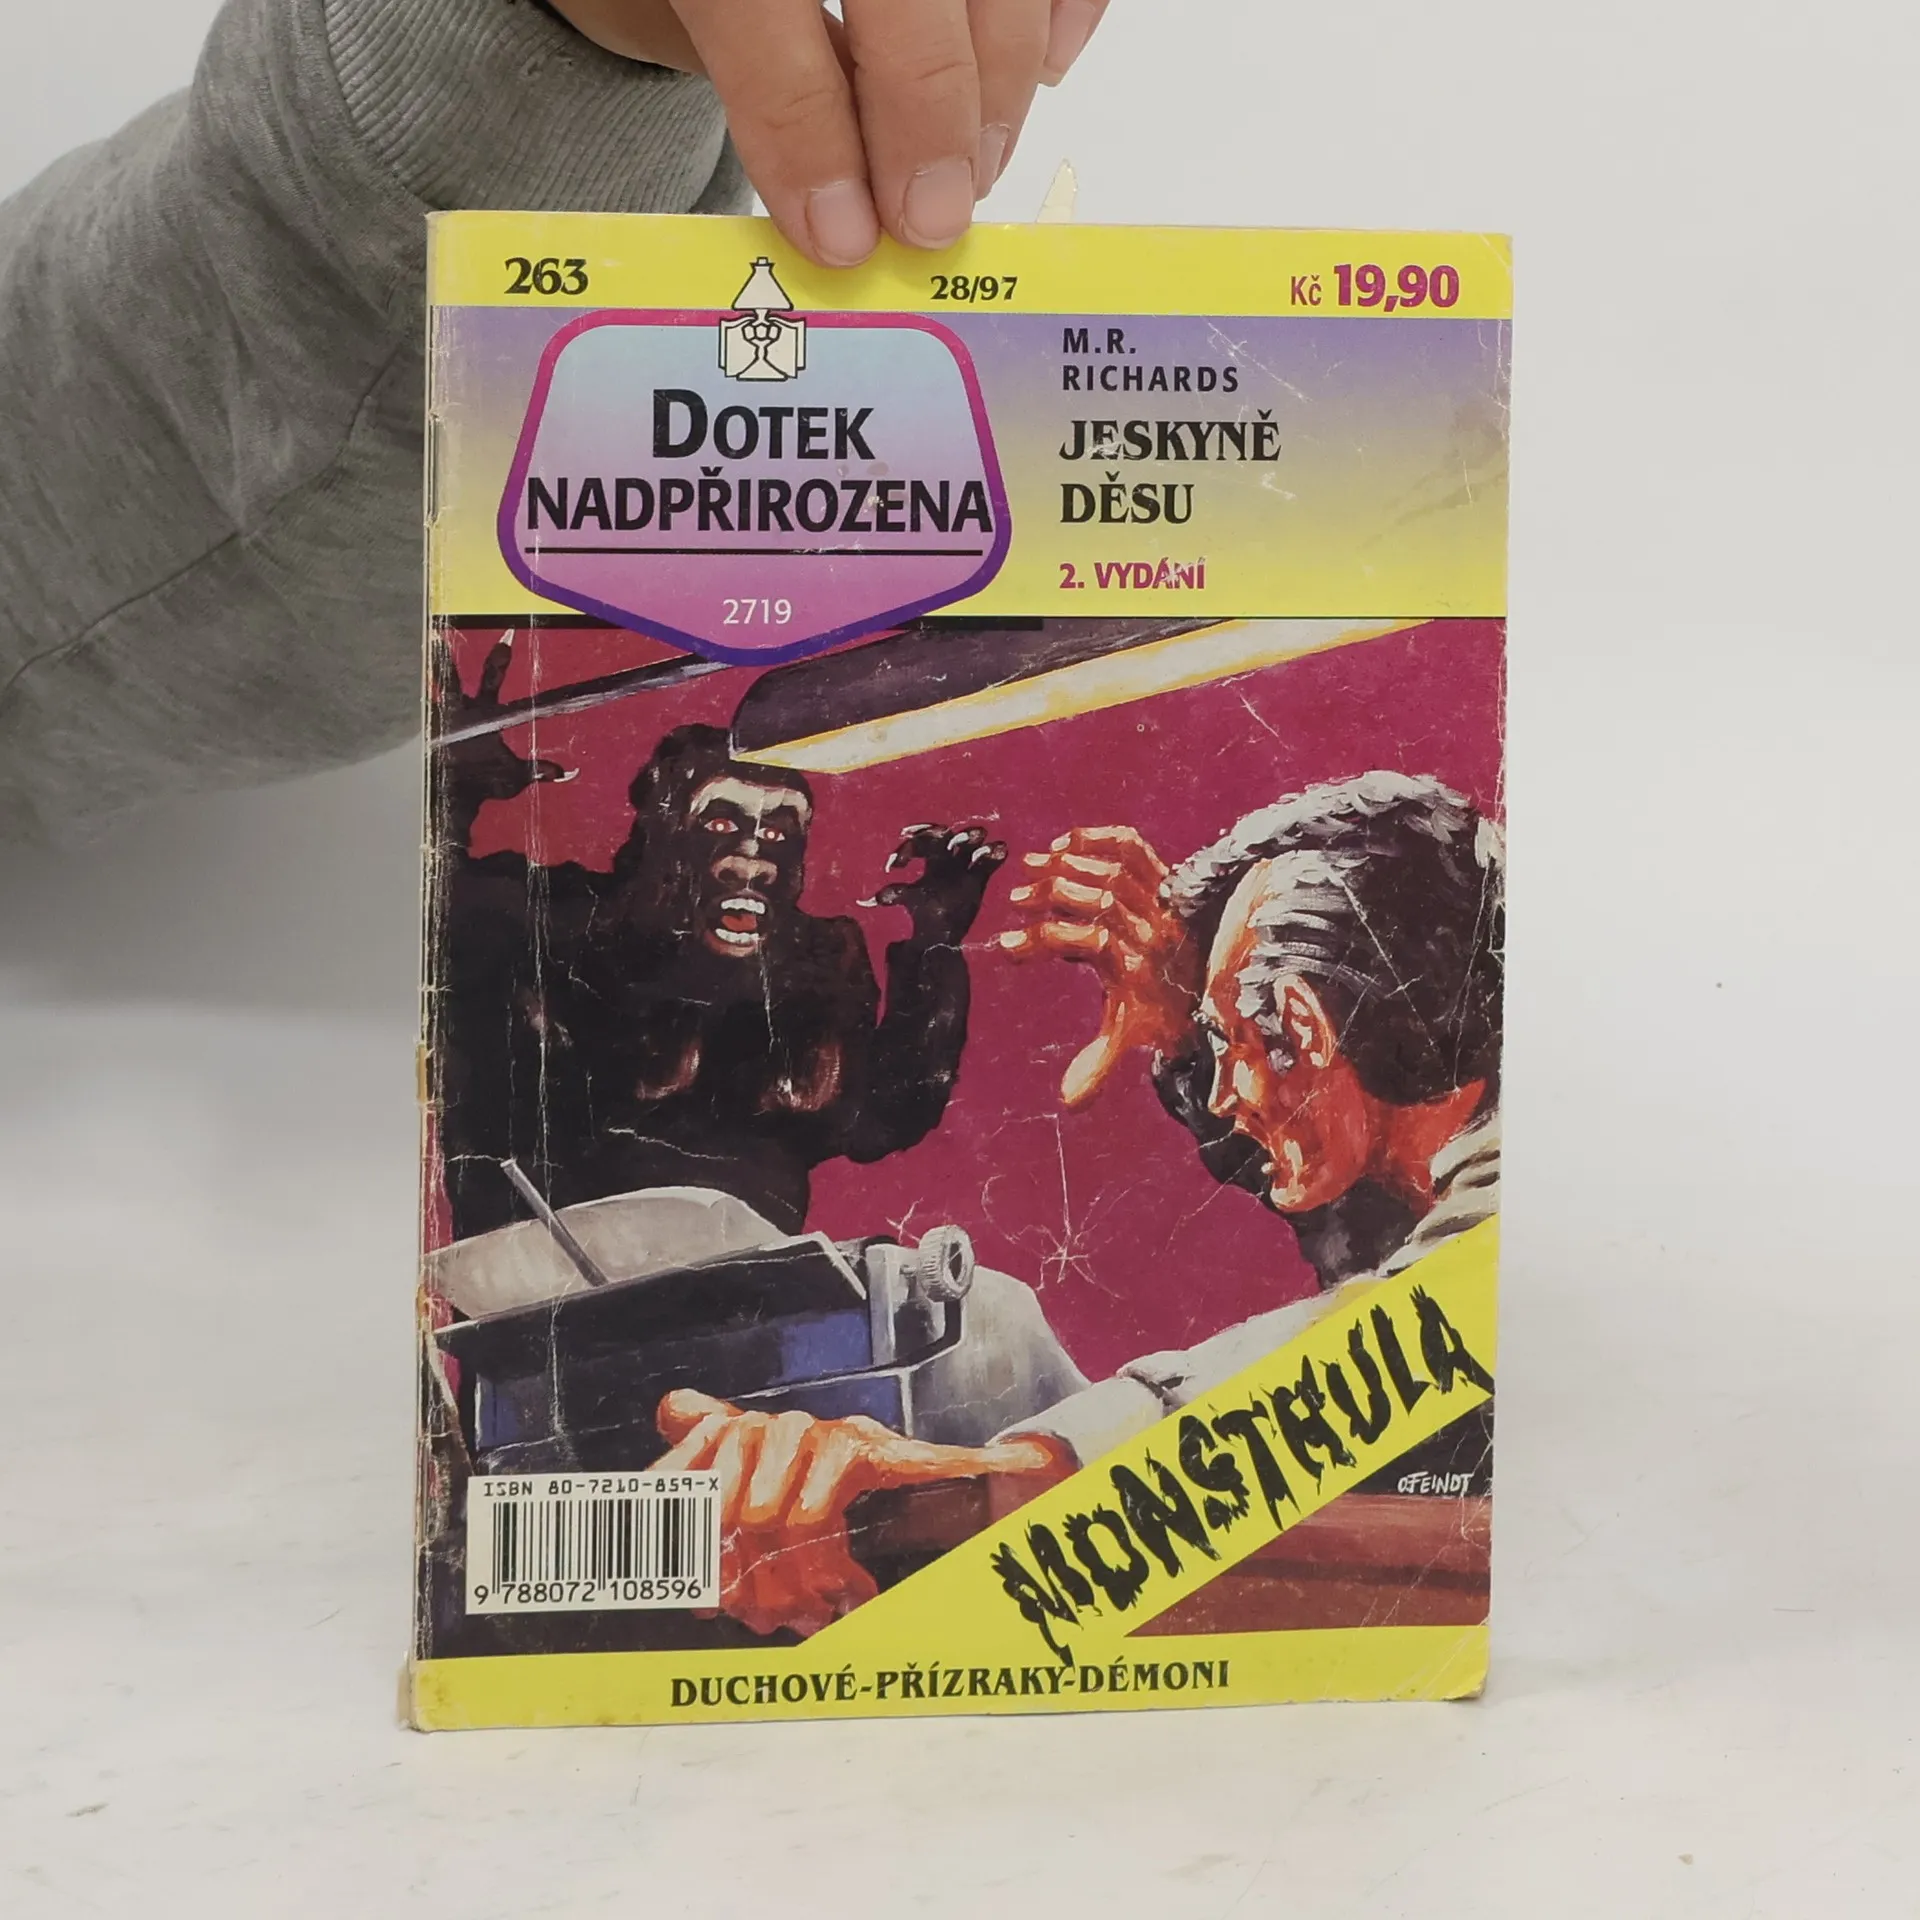 263
28/97
Kč 19,90
DOTEK
NADPŘIROZENA
2719
M.R.
RICHARDS
JESKYNĚ
DĚSU
2. VYDÁNÍ
MONSTRULA
OJFEINDT
ISBN 80-7210-859-X
9 788072 108596
DUCHOVÉ-PŘÍZRAKY-DÉMONI